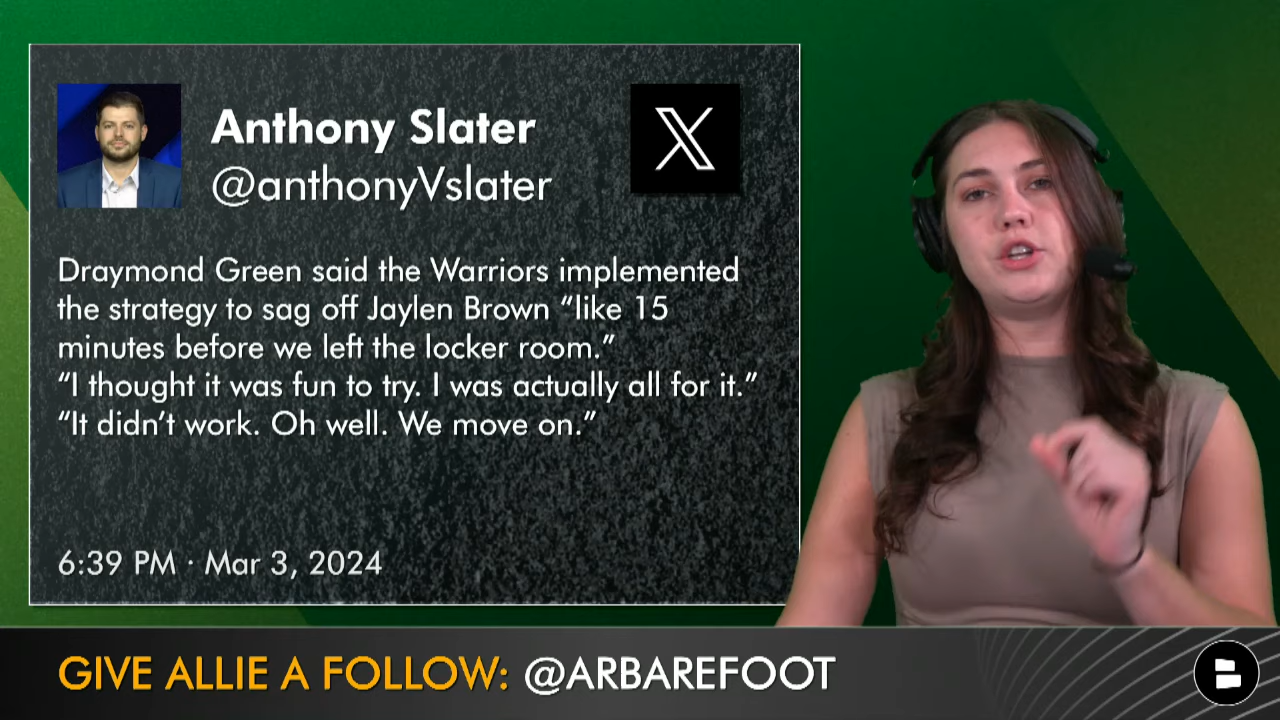 Anthony Slater
@anthonyVslater
Draymond Green said the Warriors implemented
the strategy to sag off Jaylen Brown “like 15
minutes before we left the locker room.”
“I thought it was fun to try. I was actually all for it.”
“It didn’t work. Oh well. We move on.”
6:39 PM · Mar 3, 2024
GIVE ALLIE A FOLLOW: @ARBAREFOOT